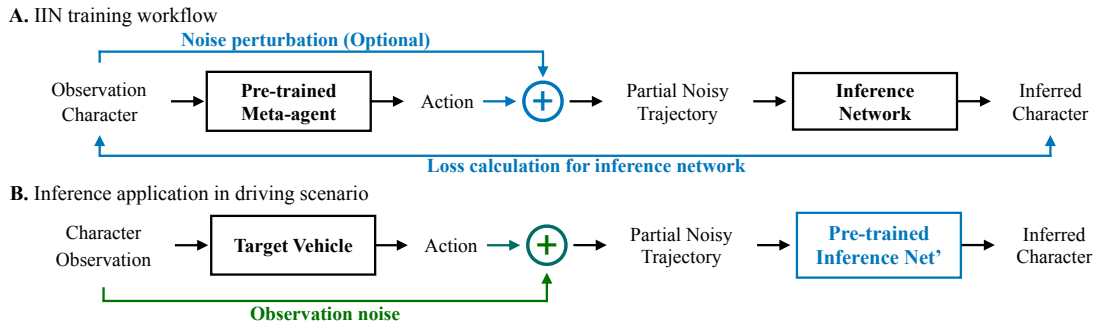 A. IIN training workflow
Noise perturbation (Optional)
Observation
Character
Pre-trained
Meta-agent
Action
+
Partial Noisy
Trajectory
Inference
Network
Inferred
Character
Loss calculation for inference network
B. Inference application in driving scenario
Character
Observation
Target Vehicle
Action
+
Partial Noisy
Trajectory
Pre-trained
Inference Net'
Inferred
Character
Observation noise